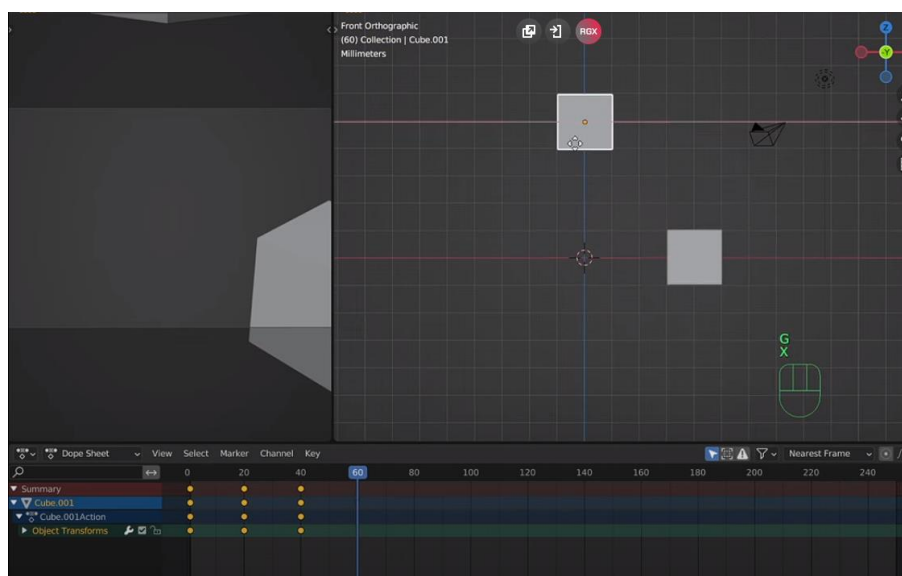 Front Orthographic
(60) Collection | Cube.001
Millimeters
RGX
Z
-Y
G
X
Dope Sheet View Select Marker Channel Key Nearest Frame
0 20 40 60 80 100 120 140 160 180 200 220 240
Summary
Cube.001
Cube.001Action
Object Transforms